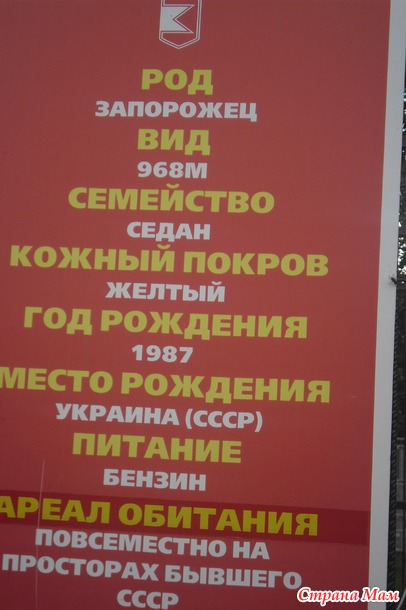 РОД
ЗАПОРОЖЕЦ
ВИД
968М
СЕМЕЙСТВО
СЕДАН
КОЖНЫЙ ПОКРОВ
ЖЕЛТЫЙ
ГОД РОЖДЕНИЯ
1987
МЕСТО РОЖДЕНИЯ
УКРАИНА (СССР)
ПИТАНИЕ
БЕНЗИН
АРЕАЛ ОБИТАНИЯ
ПОВСЕМЕСТНО НА
ПРОСТОРАХ БЫВШЕГО
СССР
Страна Мам